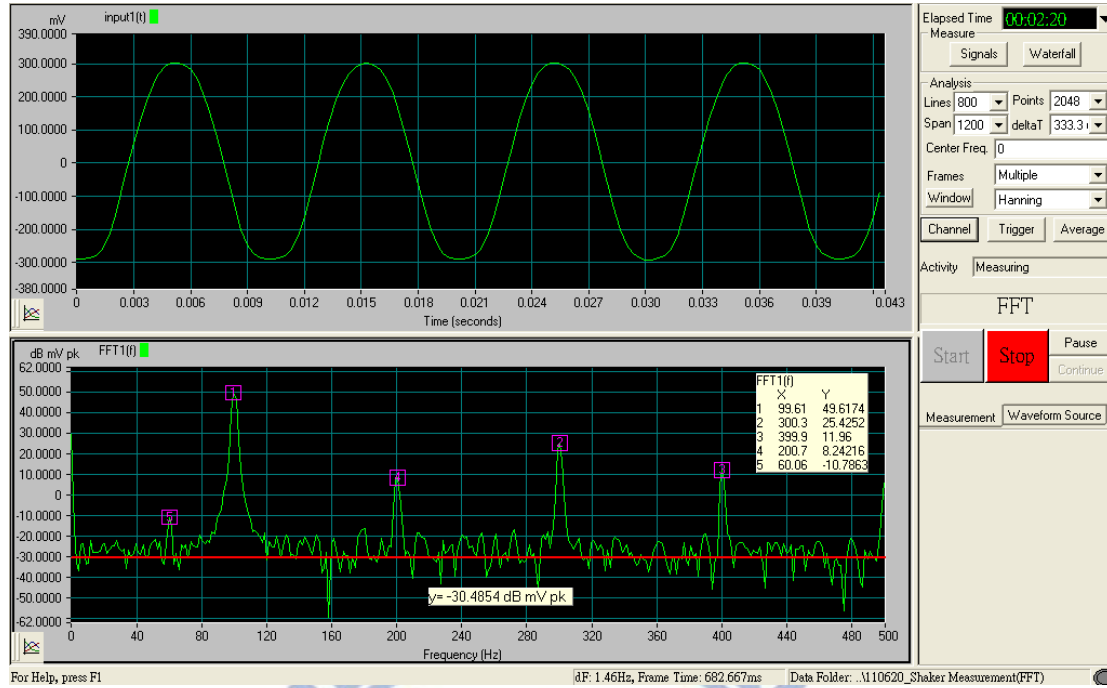 mV
input1(t)
390.0000
300.0000
200.0000
100.0000
0
-100.0000
-200.0000
-300.0000
-380.0000
0 0.003 0.006 0.009 0.012 0.015 0.018 0.021 0.024 0.027 0.030 0.033 0.036 0.039 0.043
Time (seconds)
dB mV pk
FFT1(f)
62.0000
50.0000
40.0000
30.0000
20.0000
10.0000
0
-10.0000
-20.0000
-30.0000
-40.0000
-50.0000
-62.0000
1
5
4
2
3
FFT1(f)
X Y
1 99.61 49.6174
2 300.3 25.4252
3 399.9 11.96
4 200.7 8.24216
5 60.06 -10.7863
y= -30.4854 dB mV pk
0 40 80 120 160 200 240 280 320 360 400 440 480 500
Frequency (Hz)
Elapsed Time 00:02:20
Measure
Signals Waterfall
Analysis
Lines 800 Points 2048
Span 1200 deltaT 333.3
Center Freq. 0
Frames Multiple
Window Hanning
Channel Trigger Average
Activity Measuring
FFT
Start Stop Pause
Continue
Measurement Waveform Source
For Help, press F1
dF: 1.46Hz, Frame Time: 682.667ms
Data Folder: ..\110620_Shaker Measurement(FFT)